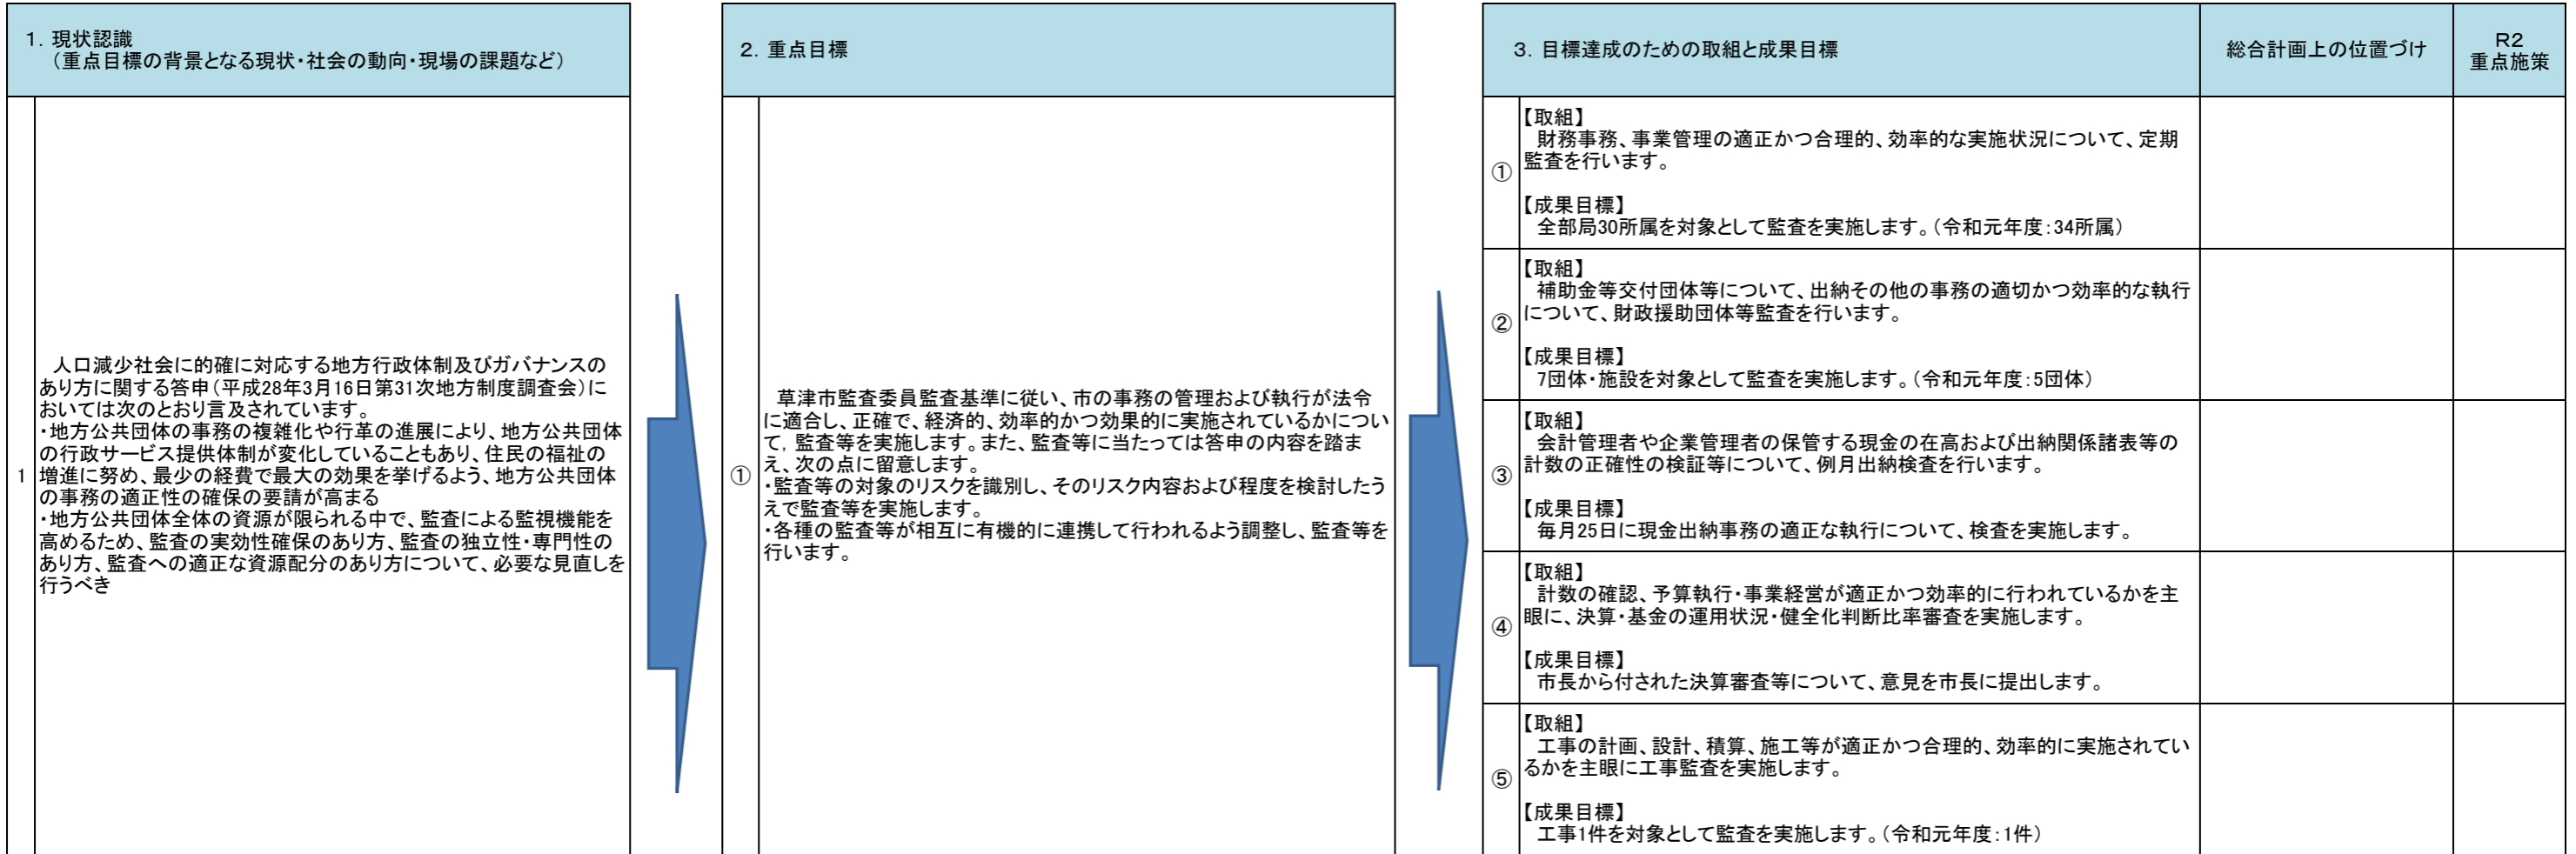 1. 現状認識
（重点目標の背景となる現状・社会の動向・現場の課題など）
1
人口減少社会に的確に対応する地方行政体制及びガバナンスの
あり方に関する答申（平成28年3月16日第31次地方制度調査会）に
おいては次のとおり言及されています。
・地方公共団体の事務の複雑化や行革の進展により、地方公共団体
の行政サービス提供体制が変化していることもあり、住民の福祉の
増進に努め、最少の経費で最大の効果を挙げるよう、地方公共団体
の事務の適正性の確保の要請が高まる
・地方公共団体全体の資源が限られる中で、監査による監視機能を
高めるため、監査の実効性確保のあり方、監査の独立性・専門性の
あり方、監査への適正な資源配分のあり方について、必要な見直しを
行うべき
2. 重点目標
①
草津市監査委員監査基準に従い、市の事務の管理および執行が法令
に適合し、正確で、経済的、効率的かつ効果的に実施されているかについ
て, 監査等を実施します。また、監査等に当たっては答申の内容を踏ま
え、次の点に留意します。
・監査等の対象のリスクを識別し、そのリスク内容および程度を検討したう
えで監査等を実施します。
・各種の監査等が相互に有機的に連携して行われるよう調整し、監査等を
行います。
3. 目標達成のための取組と成果目標
総合計画上の位置づけ
R2
重点施策
①
【取組】
財務事務、事業管理の適正かつ合理的、効率的な実施状況について、定期
監査を行います。
【成果目標】
全部局30所属を対象として監査を実施します。（令和元年度：34所属）
②
【取組】
補助金等交付団体等について、出納その他の事務の適切かつ効率的な執行
について、財政援助団体等監査を行います。
【成果目標】
7団体・施設を対象として監査を実施します。（令和元年度：5団体）
③
【取組】
会計管理者や企業管理者の保管する現金の在高および出納関係諸表等の
計数の正確性の検証等について、例月出納検査を行います。
【成果目標】
毎月25日に現金出納事務の適正な執行について、検査を実施します。
④
【取組】
計数の確認、予算執行・事業経営が適正かつ効率的に行われているかを主
眼に、決算・基金の運用状況・健全化判断比率審査を実施します。
【成果目標】
市長から付された決算審査等について、意見を市長に提出します。
⑤
【取組】
工事の計画、設計、積算、施工等が適正かつ合理的、効率的に実施されてい
るかを主眼に工事監査を実施します。
【成果目標】
工事1件を対象として監査を実施します。（令和元年度：1件）